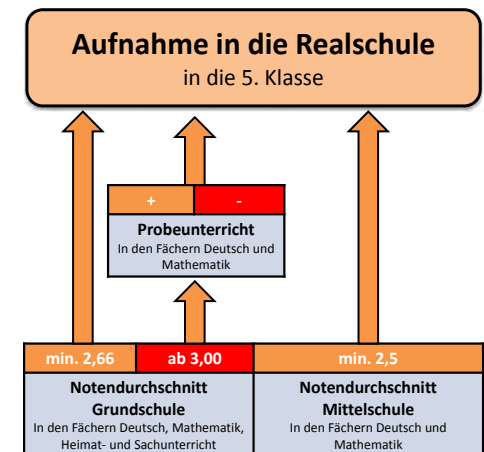 Aufnahme in die Realschule
in die 5. Klasse
+ -
Probeunterricht
In den Fächern Deutsch und
Mathematik
min. 2,66 ab 3,00 min. 2,5
Notendurchschnitt
Grundschule
In den Fächern Deutsch, Mathematik,
Heimat- und Sachunterricht
Notendurchschnitt
Mittelschule
In den Fächern Deutsch und
Mathematik